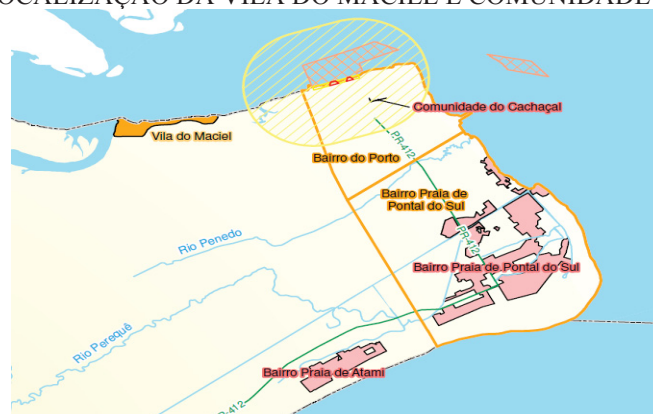 OCALIZAÇÃO DA VILA DO MACIEL E COMUNIDADE
Comunidade do Cachaçal
PR-412
Vila do Maciel
Bairro do Porto
Bairro Praia de
Pontal do Sul
Rio Penedo
PR-412
Bairro Praia de Pontal do Sul
Rio Perequê
Bairro Praia de Atami
PR-412